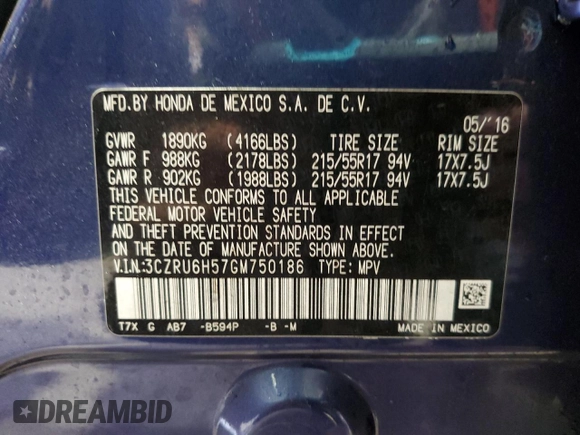 MFD.BY HONDA DE MEXICO S.A. DE C.V.
05/'16
GVWR 1890KG (4166LBS) TIRE SIZE RIM SIZE
GAWR F 988KG (2178LBS) 215/55R17 94V 17X7.5J
GAWR R 902KG (1988LBS) 215/55R17 94V 17X7.5J
THIS VEHICLE CONFORMS TO ALL APPLICABLE
FEDERAL MOTOR VEHICLE SAFETY
AND THEFT PREVENTION STANDARDS IN EFFECT
ON THE DATE OF MANUFACTURE SHOWN ABOVE.
V.I.N:3CZRU6H57GM750186 TYPE: MPV
T7X G AB7 -B594P -B -M MADE IN MEXICO
DREAMBID